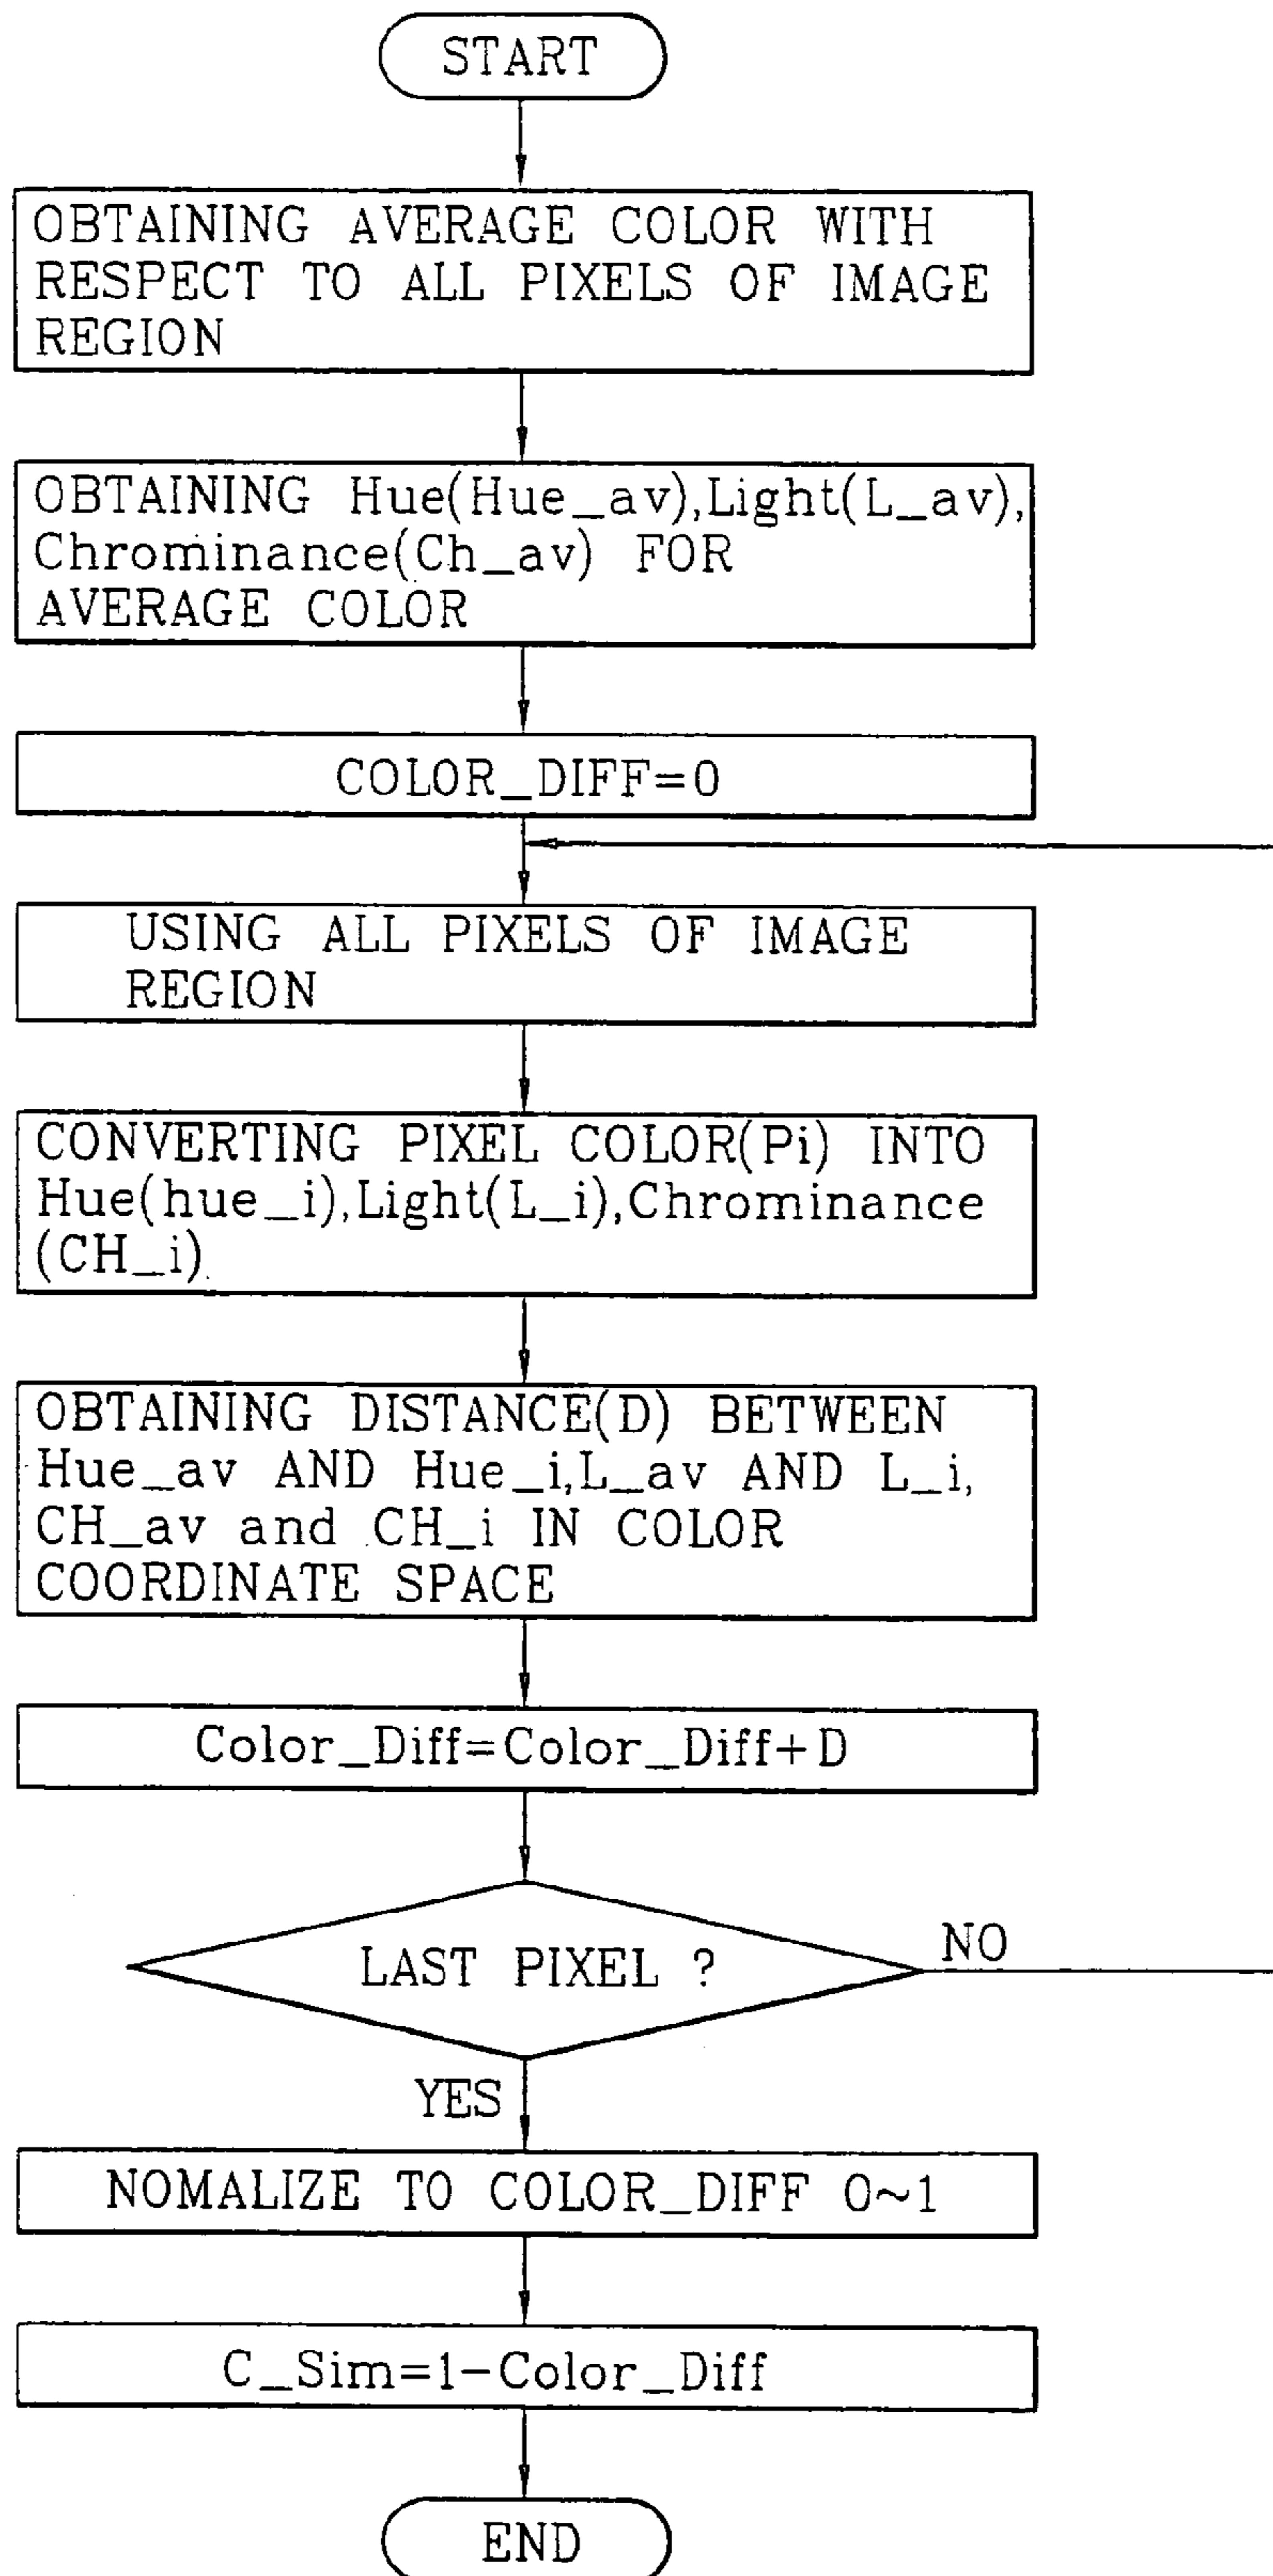 START
OBTAINING AVERAGE COLOR WITH
RESPECT TO ALL PIXELS OF IMAGE
REGION
OBTAINING Hue(Hue_av),Light(L_av),
Chrominance(Ch_av) FOR
AVERAGE COLOR
COLOR_DIFF=0
USING ALL PIXELS OF IMAGE
REGION
CONVERTING PIXEL COLOR(Pi) INTO
Hue(hue_i),Light(L_i),Chrominance
(CH_i)
OBTAINING DISTANCE(D) BETWEEN
Hue_av AND Hue_i,L_av AND L_i,
CH_av and CH_i IN COLOR
COORDINATE SPACE
Color_Diff=Color_Diff+D
LAST PIXEL ?
NO
YES
NOMALIZE TO COLOR_DIFF 0~1
C_Sim=1-Color_Diff
END